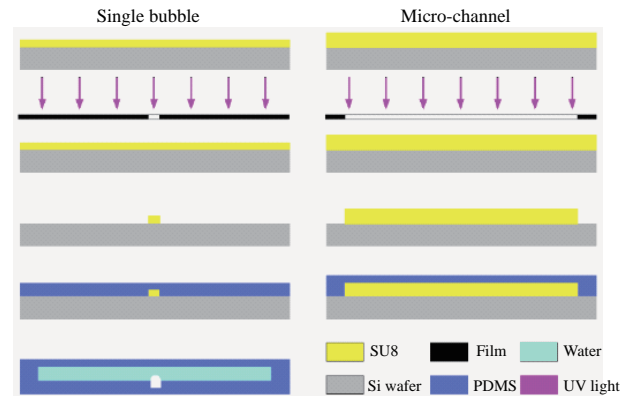 Single bubble
Micro-channel
SU8
Film
Water
Si wafer
PDMS
UV light